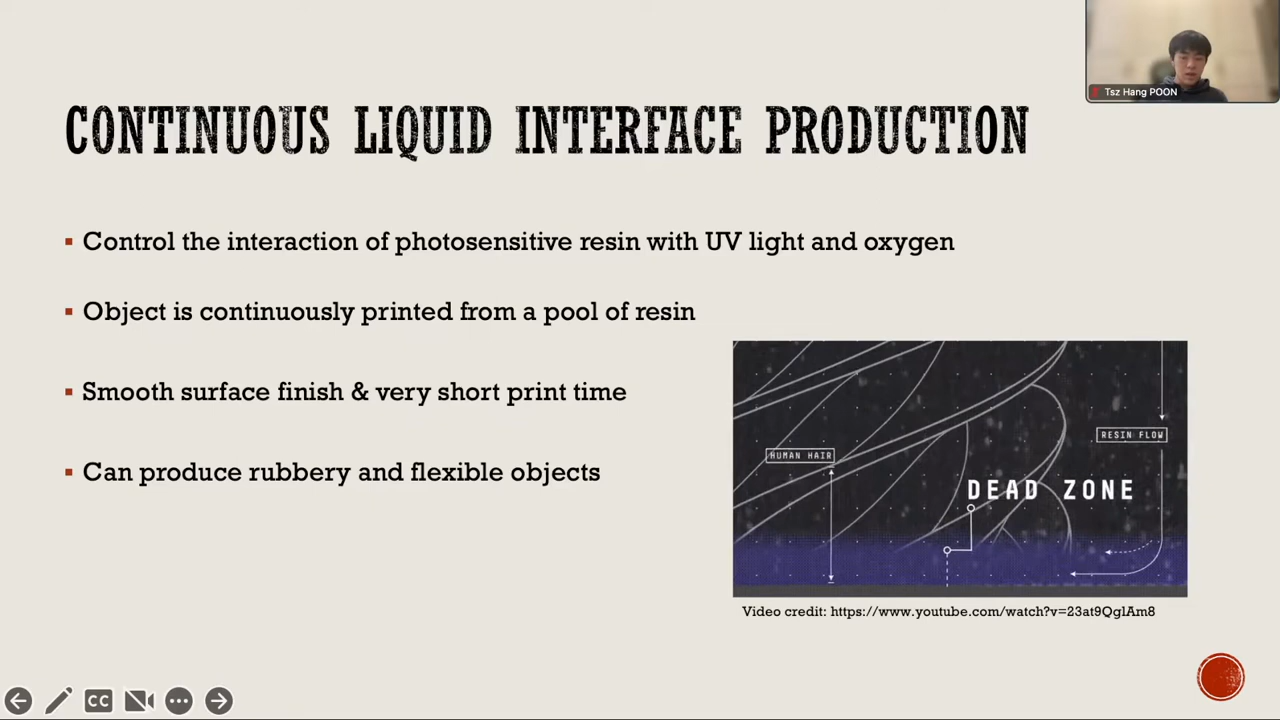 Tsz Hang POON
CONTINUOUS LIQUID INTERFACE PRODUCTION
Control the interaction of photosensitive resin with UV light and oxygen
Object is continuously printed from a pool of resin
Smooth surface finish & very short print time
Can produce rubbery and flexible objects
RESIN FLOW
HUMAN HAIR
DEAD ZONE
Video credit: https://www.youtube.com/watch?v=23at9QglAm8
CC